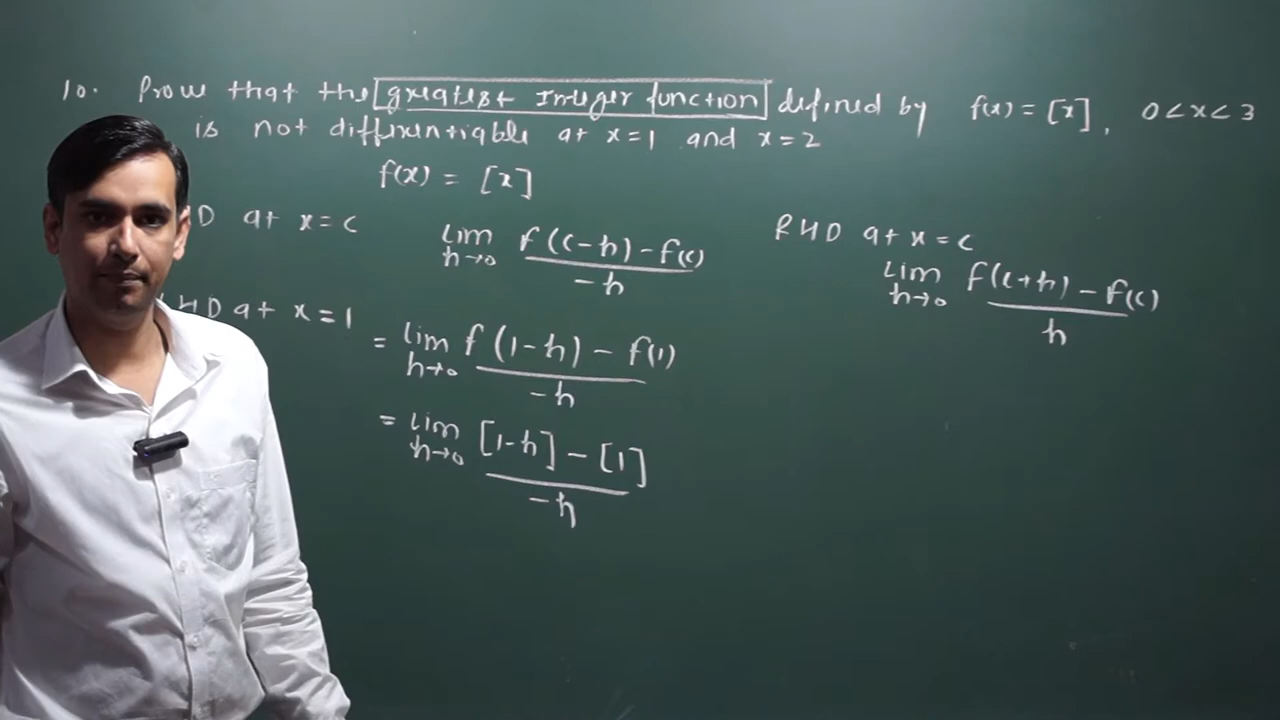 10. Prove that the greatest Integer function defined by f(x) = [x], 0 < x < 3
is not differentiable at x=1 and x=2
f(x) = [x]
D at x=c
lim h→0 f(c-h) - f(c) / -h
RHD at x=c
lim h→0 f(c+h) - f(c) / h
LHD at x=1
= lim h→0 f(1-h) - f(1) / -h
= lim h→0 [1-h] - [1] / -h